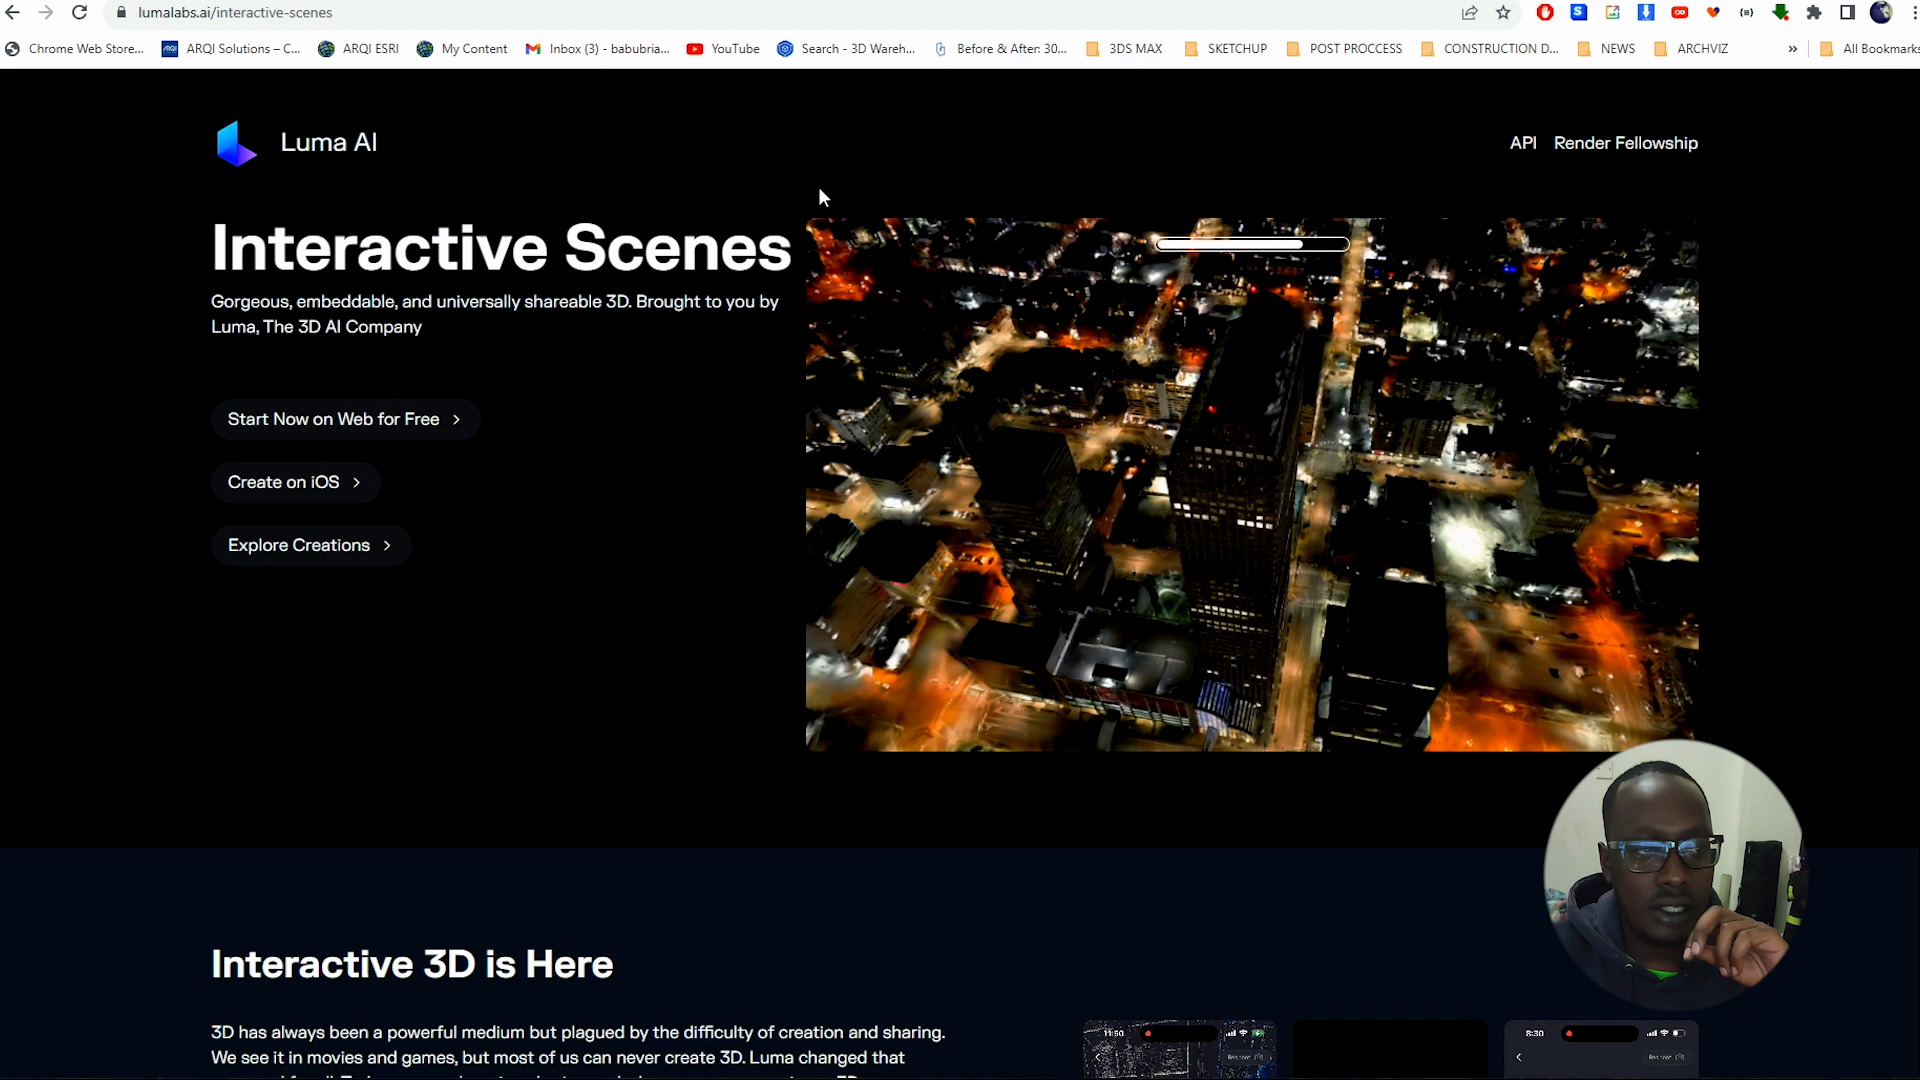 lumalabs.ai/interactive-scenes
Chrome Web Store...
ARQI Solutions – C...
ARQI ESRI
My Content
Inbox (3) - babubria...
YouTube
Search - 3D Wareh...
Before & After: 30...
3DS MAX
SKETCHUP
POST PROCCESS
CONSTRUCTION D...
NEWS
ARCHVIZ
»
All Bookmarks
Luma AI
API
Render Fellowship
Interactive Scenes
Gorgeous, embeddable, and universally shareable 3D. Brought to you by
Luma, The 3D AI Company
Start Now on Web for Free
Create on iOS
Explore Creations
Interactive 3D is Here
3D has always been a powerful medium but plagued by the difficulty of creation and sharing.
We see it in movies and games, but most of us can never create 3D. Luma changed that
11:50
8:30